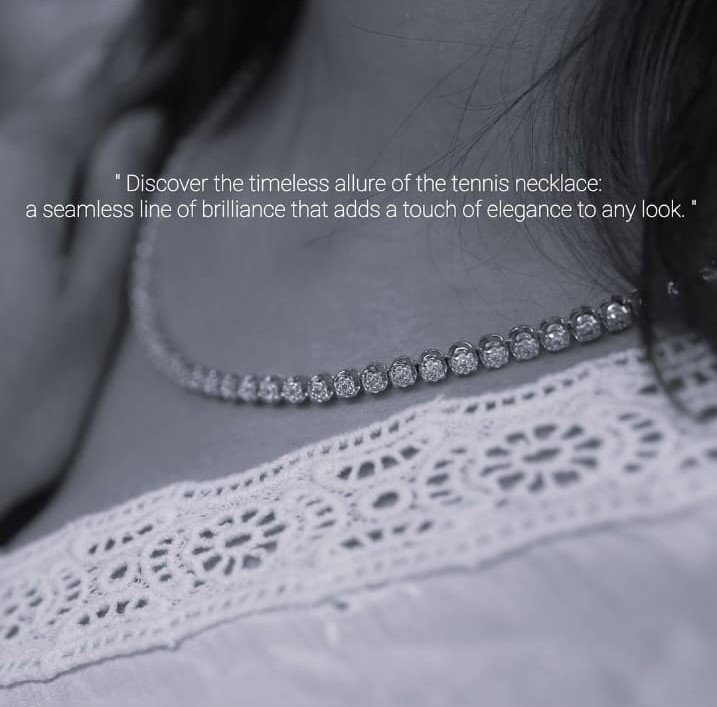 " Discover the timeless allure of the tennis necklace:
a seamless line of brilliance that adds a touch of elegance to any look. "